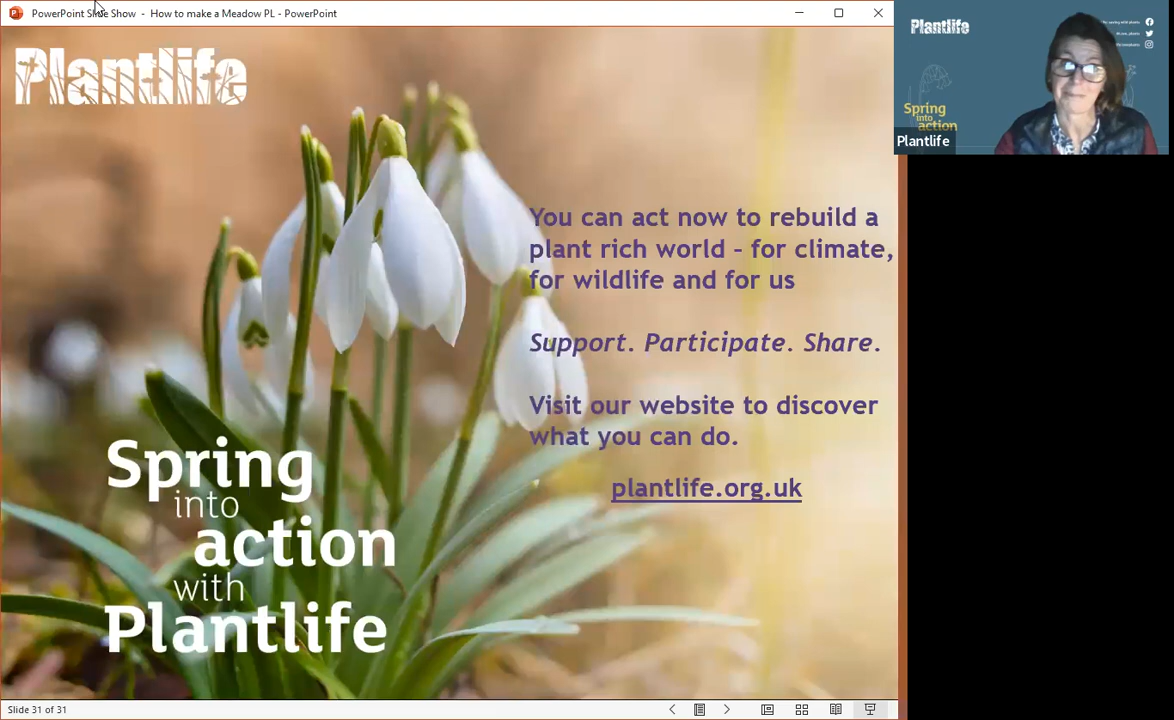 PowerPoint Slide Show - How to make a Meadow PL - PowerPoint
Plantlife
You can act now to rebuild a
plant rich world – for climate,
for wildlife and for us
Support. Participate. Share.
Visit our website to discover
what you can do.
plantlife.org.uk
Spring
into
action
with
Plantlife
Slide 31 of 31
Plantlife
Spring
into
action
Plantlife